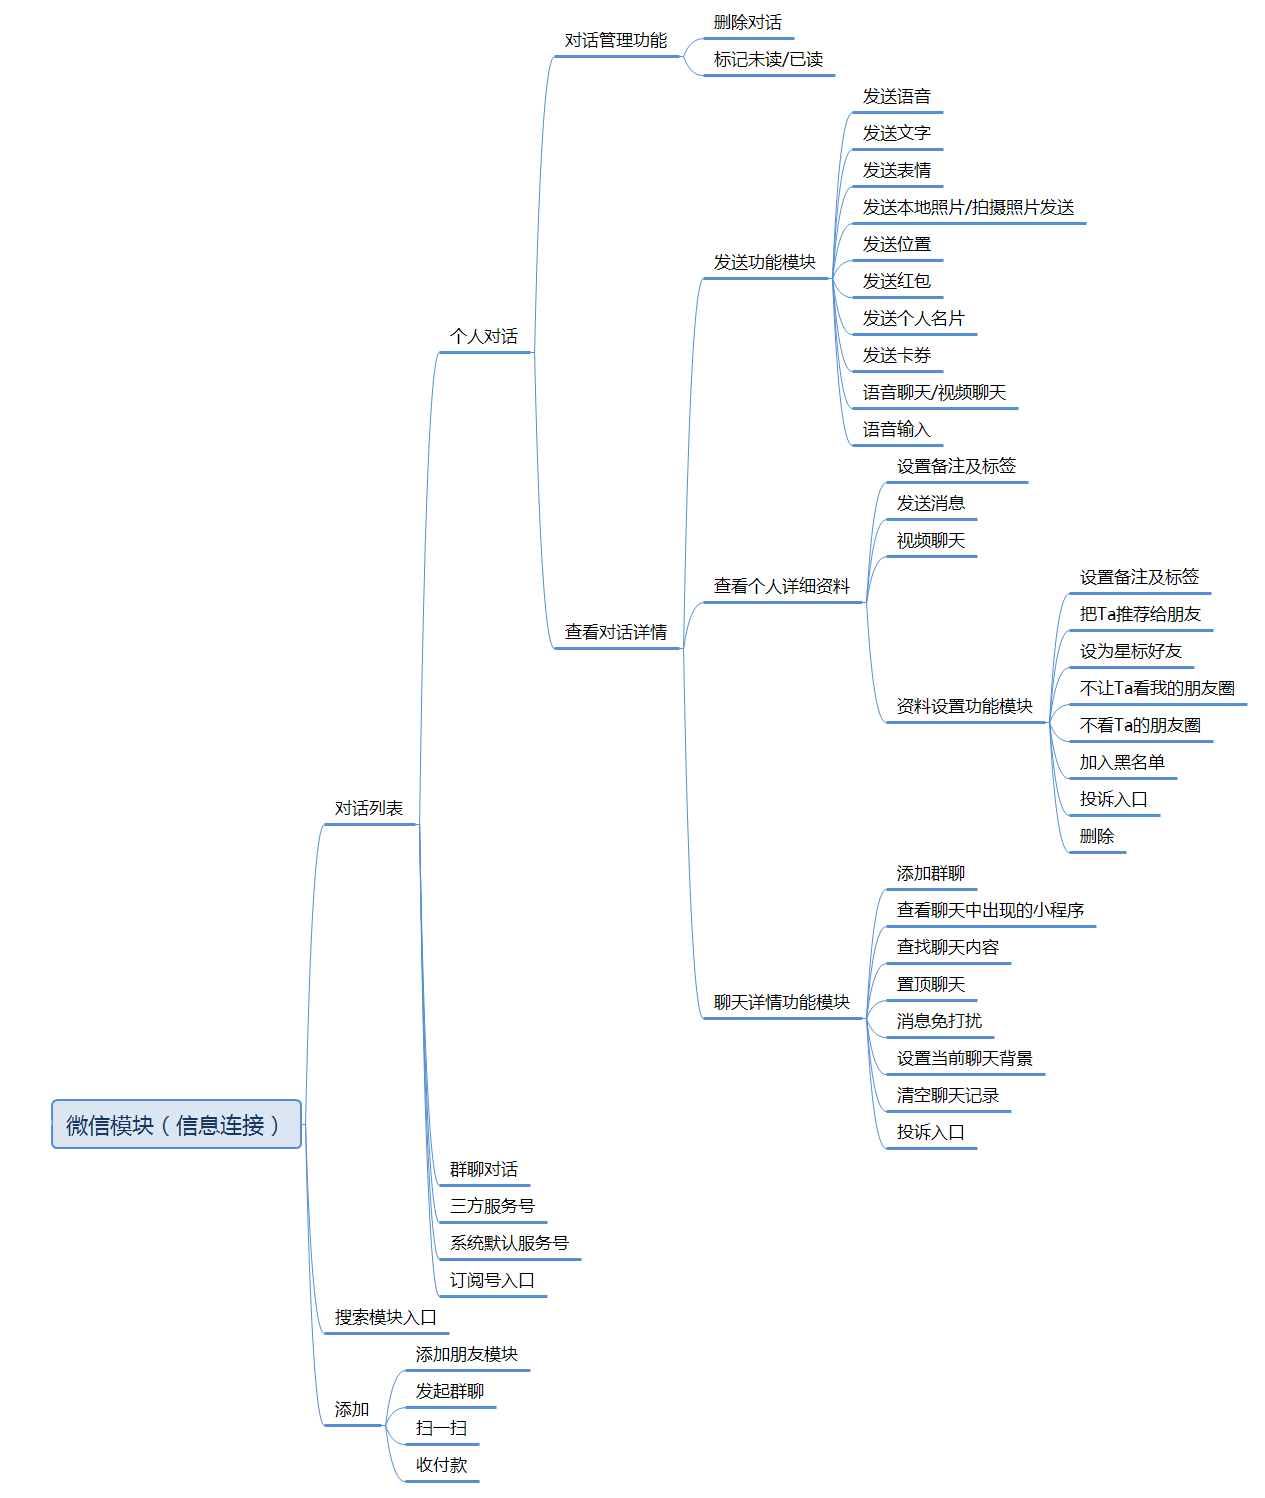 微信模块（信息连接）
对话列表
个人对话
对话管理功能
删除对话
标记未读/已读
查看对话详情
发送功能模块
发送语音
发送文字
发送表情
发送本地照片/拍摄照片发送
发送位置
发送红包
发送个人名片
发送卡券
语音聊天/视频聊天
语音输入
查看个人详细资料
设置备注及标签
发送消息
视频聊天
资料设置功能模块
设置备注及标签
把Ta推荐给朋友
设为星标好友
不让Ta看我的朋友圈
不看Ta的朋友圈
加入黑名单
投诉入口
删除
聊天详情功能模块
添加群聊
查看聊天中出现的小程序
查找聊天内容
置顶聊天
消息免打扰
设置当前聊天背景
清空聊天记录
投诉入口
群聊对话
三方服务号
系统默认服务号
订阅号入口
搜索模块入口
添加
添加朋友模块
发起群聊
扫一扫
收付款